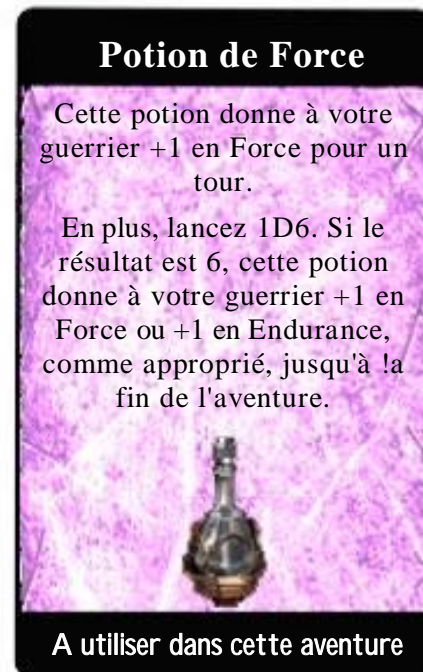 Potion de Force
Cette potion donne à votre
guerrier +1 en Force pour un
tour.
En plus, lancez 1D6. Si le
résultat est 6, cette potion
donne à votre guerrier +1 en
Force ou +1 en Endurance,
comme approprié, jusqu'à !a
fin de l'aventure.
A utiliser dans cette aventure